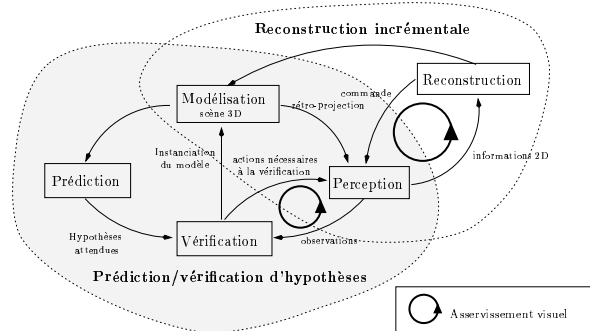 Reconstruction incrémentale
Reconstruction
Modélisation
scène 3D
commande
rétro-projection
Instanciation
du modèle
actions nécessaires
à la vérification
informations 2D
Prédiction
Perception
Hypothèses
attendues
Vérification
observations
Prédiction/vérification d'hypothèses
Asservissement visuel